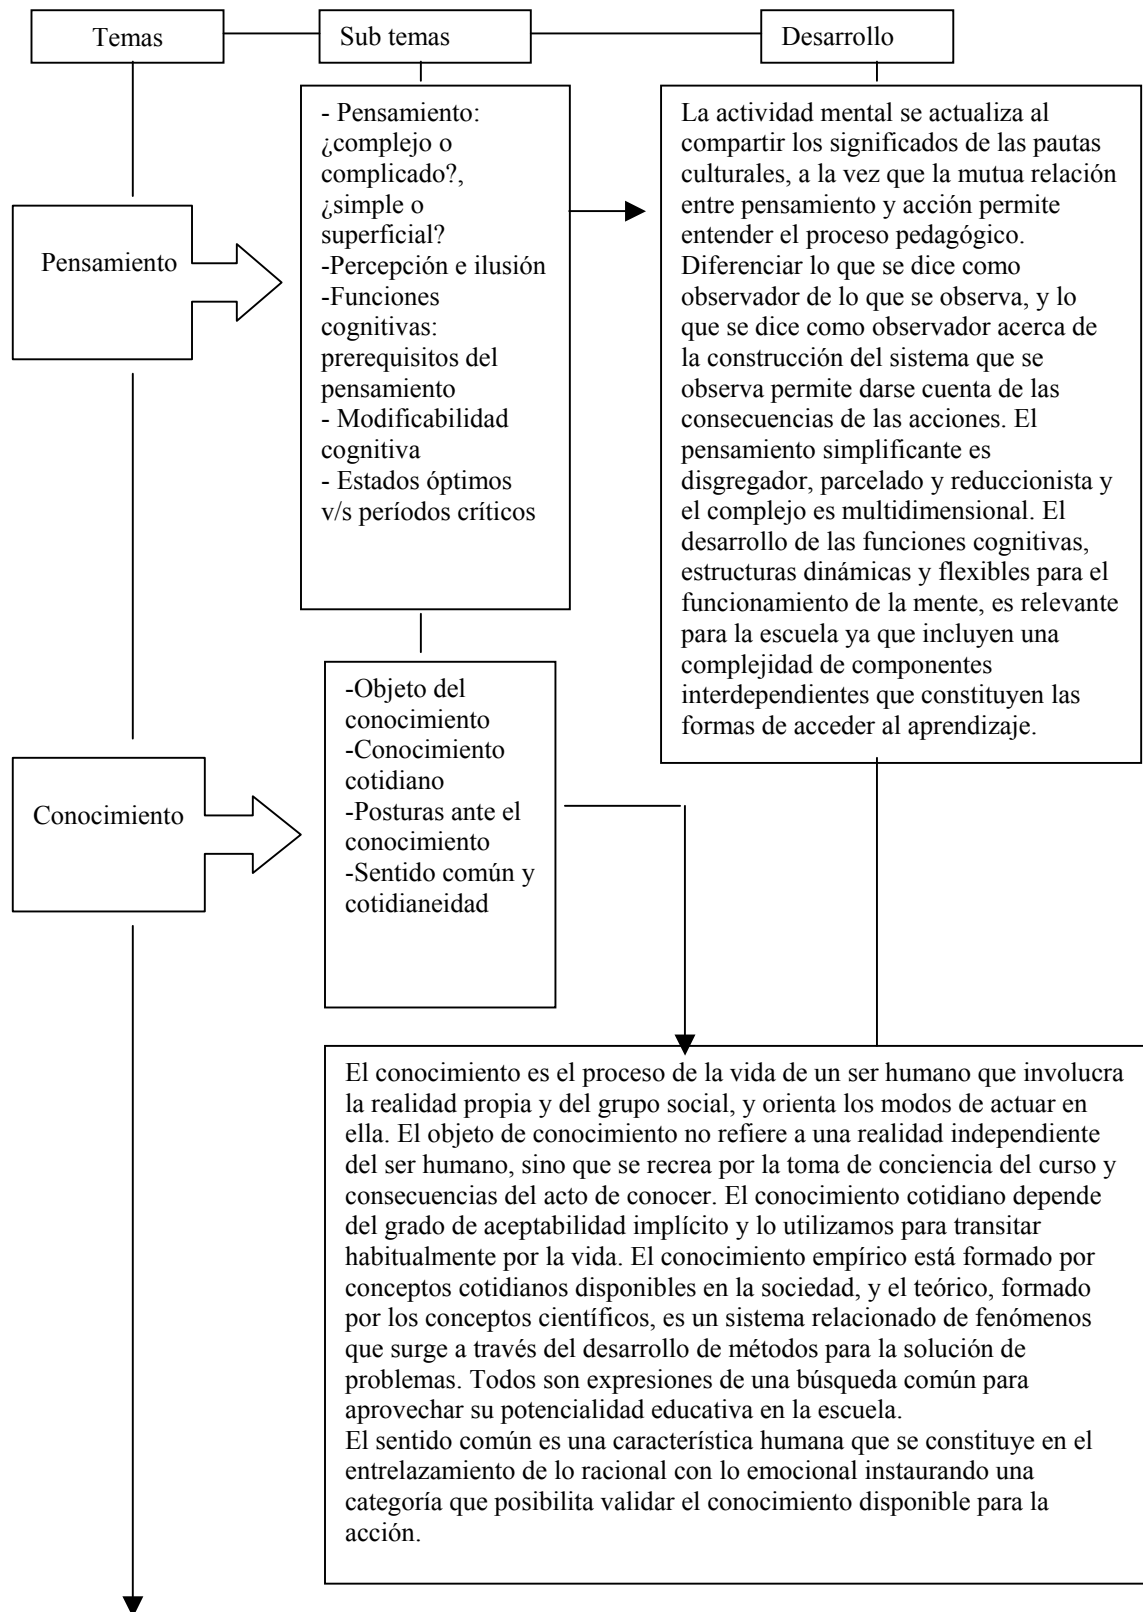 Temas
Sub temas
Desarrollo
Pensamiento
- Pensamiento:
¿complejo o
complicado?,
¿simple o
superficial?
-Percepción e ilusión
-Funciones
cognitivas:
prerequisitos del
pensamiento
- Modificabilidad
cognitiva
- Estados óptimos
v/s períodos críticos
La actividad mental se actualiza al
compartir los significados de las pautas
culturales, a la vez que la mutua relación
entre pensamiento y acción permite
entender el proceso pedagógico.
Diferenciar lo que se dice como
observador de lo que se observa, y lo
que se dice como observador acerca de
la construcción del sistema que se
observa permite darse cuenta de las
consecuencias de las acciones. El
pensamiento simplificante es
disgregador, parcelado y reduccionista y
el complejo es multidimensional. El
desarrollo de las funciones cognitivas,
estructuras dinámicas y flexibles para el
funcionamiento de la mente, es relevante
para la escuela ya que incluyen una
complejidad de componentes
interdependientes que constituyen las
formas de acceder al aprendizaje.
Conocimiento
-Objeto del
conocimiento
-Conocimiento
cotidiano
-Posturas ante el
conocimiento
-Sentido común y
cotidianeidad
El conocimiento es el proceso de la vida de un ser humano que involucra
la realidad propia y del grupo social, y orienta los modos de actuar en
ella. El objeto de conocimiento no refiere a una realidad independiente
del ser humano, sino que se recrea por la toma de conciencia del curso y
consecuencias del acto de conocer. El conocimiento cotidiano depende
del grado de aceptabilidad implícito y lo utilizamos para transitar
habitualmente por la vida. El conocimiento empírico está formado por
conceptos cotidianos disponibles en la sociedad, y el teórico, formado
por los conceptos científicos, es un sistema relacionado de fenómenos
que surge a través del desarrollo de métodos para la solución de
problemas. Todos son expresiones de una búsqueda común para
aprovechar su potencialidad educativa en la escuela.
El sentido común es una característica humana que se constituye en el
entrelazamiento de lo racional con lo emocional instaurando una
categoría que posibilita validar el conocimiento disponible para la
acción.